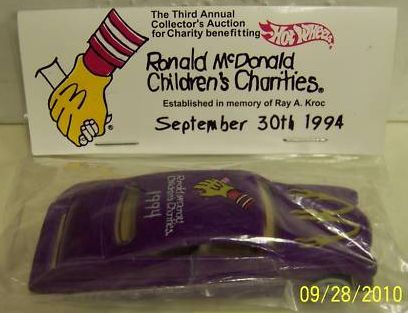 The Third Annual
Collector's Auction
for Charity benefitting
Hot Wheels
Ronald McDonald
Children's Charities®
Established in memory of Ray A. Kroc
September 30th 1994
Ronald McDonald
Children's Charities
1994
09/28/2010